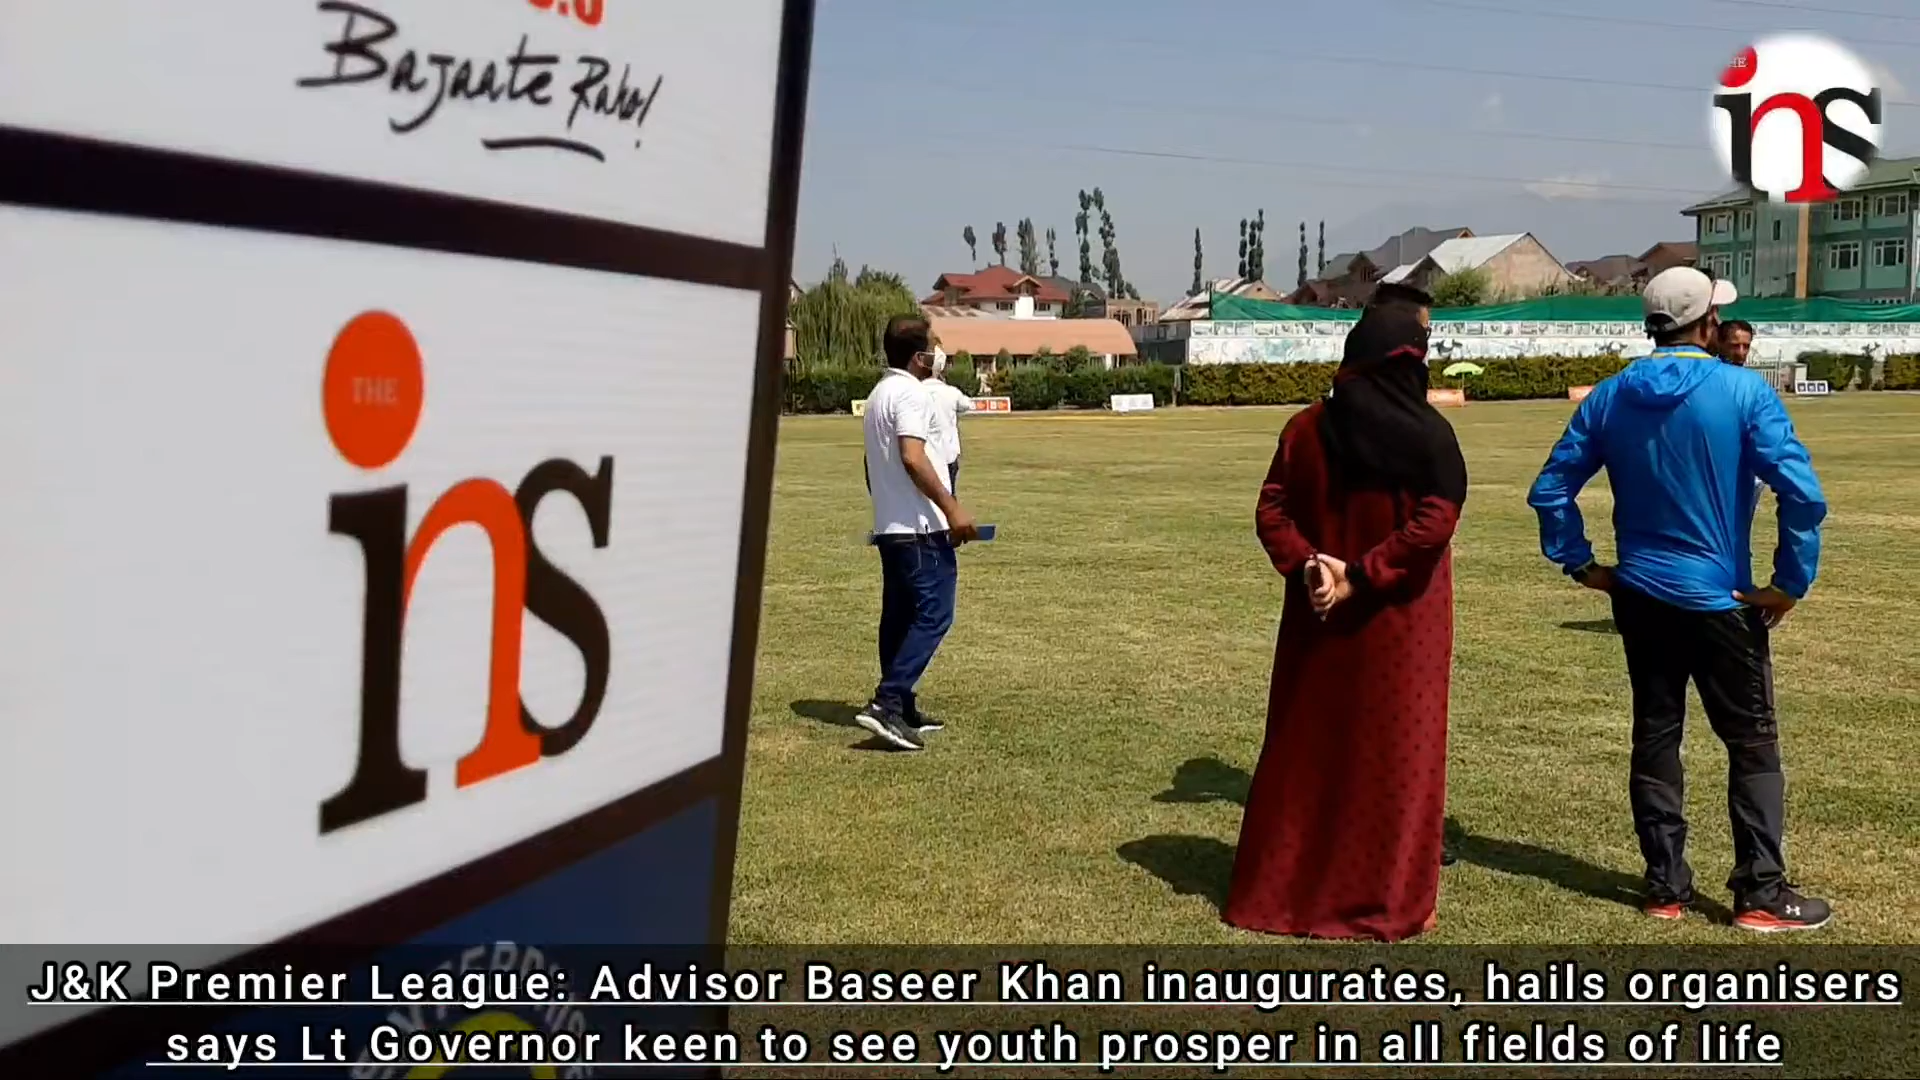 Bajaate Raho!
THE
ins
THE
ins
J&K Premier League: Advisor Baseer Khan inaugurates, hails organisers
says Lt Governor keen to see youth prosper in all fields of life